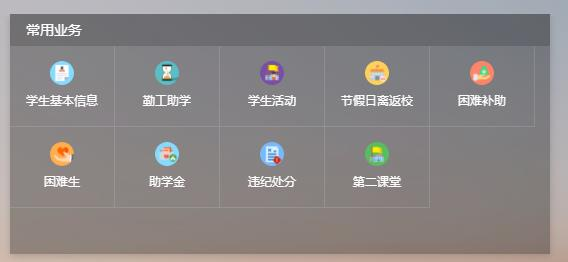 常用业务
学生基本信息 勤工助学 学生活动 节假日离返校 困难补助
困难生 助学金 违纪处分 第二课堂